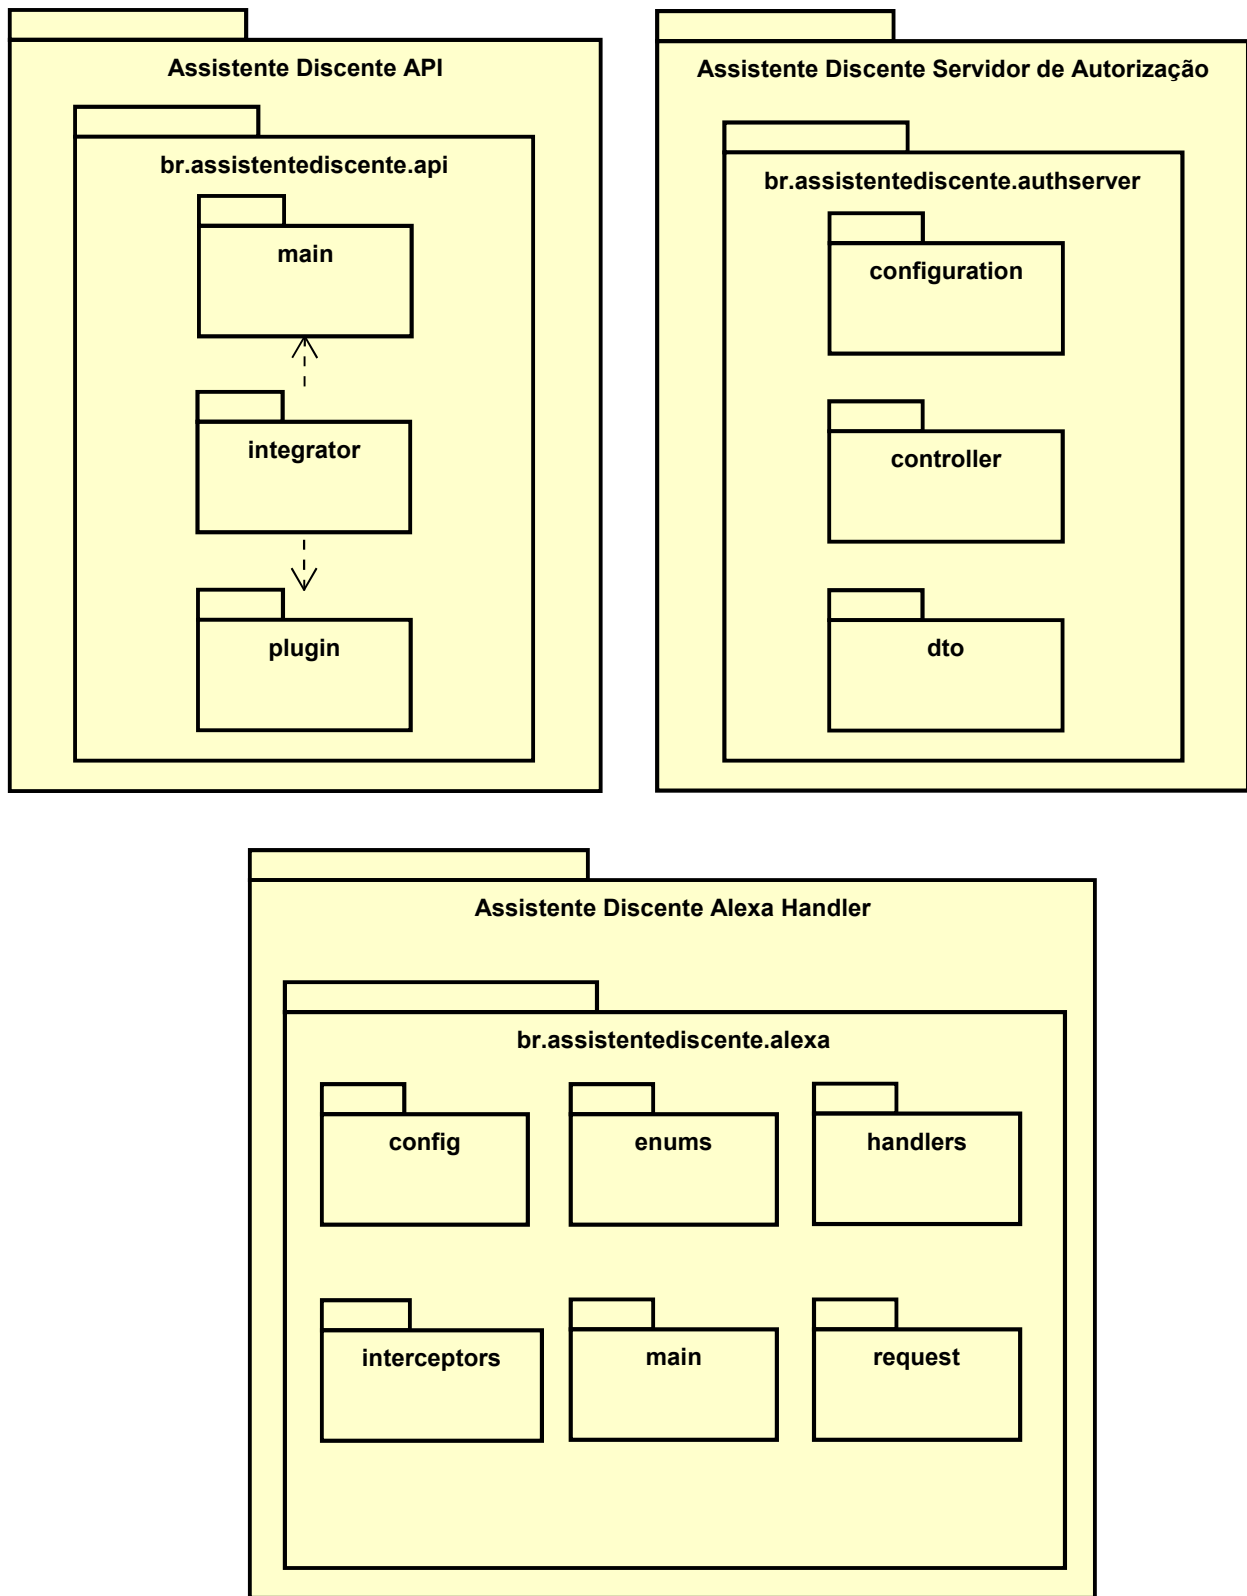 Assistente Discente API
br.assistentediscente.api
main
integrator
plugin
Assistente Discente Servidor de Autorização
br.assistentediscente.authserver
configuration
controller
dto
Assistente Discente Alexa Handler
br.assistentediscente.alexa
config
enums
handlers
interceptors
main
request